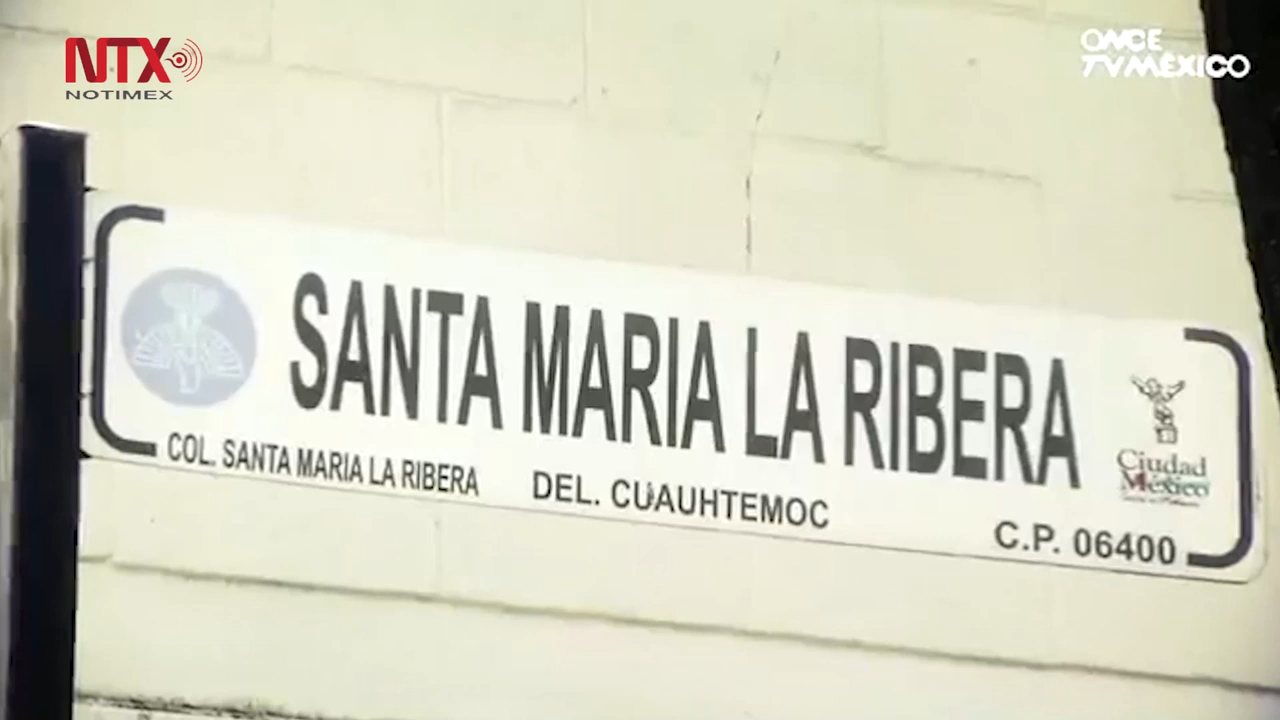 NTX
NOTIMEX
ONCE
TV MÉXICO
SANTA MARIA LA RIBERA
COL. SANTA MARIA LA RIBERA DEL. CUAUHTEMOC C.P. 06400
Ciudad
México